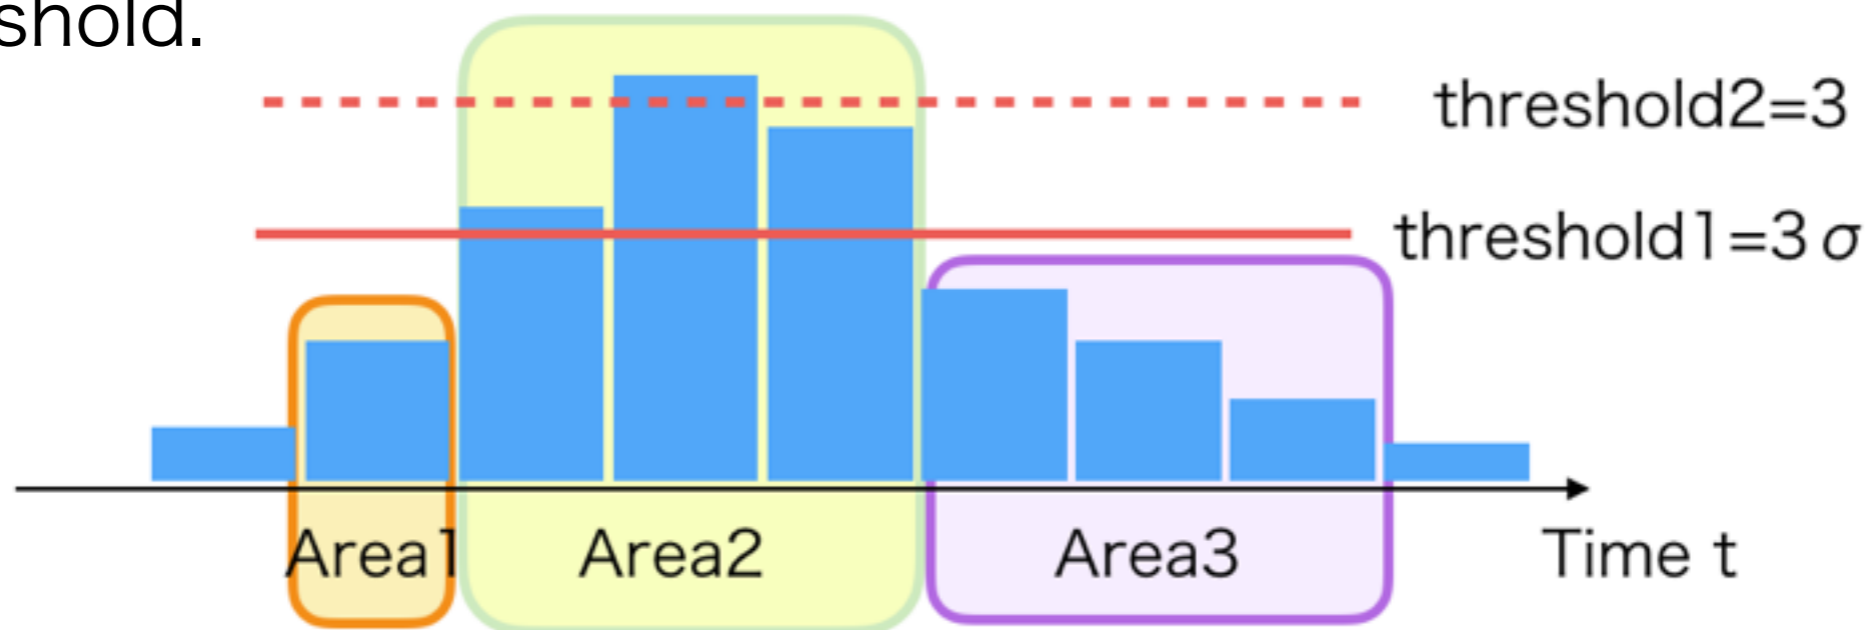 shold.
threshold2=3
threshold1=3σ
Area1
Area2
Area3
Time t